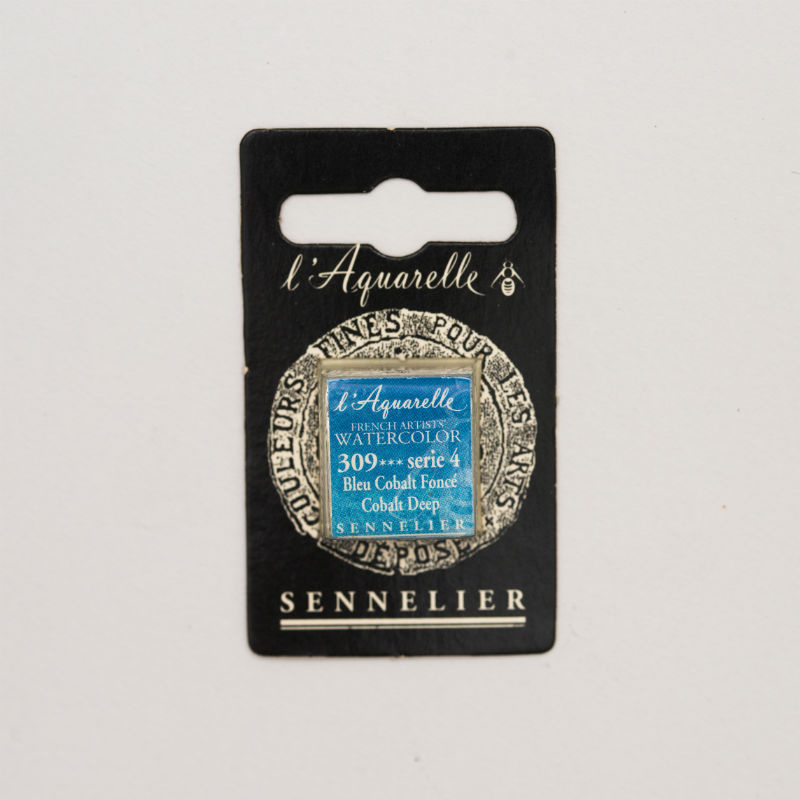 l'Aquarelle
COULEURS FINES POUR LES ARTS
DÉPOSÉ
l'Aquarelle
FRENCH ARTISTS'
WATERCOLOR
309*** serie 4
Bleu Cobalt Foncé
Cobalt Deep
SENNELIER
SENNELIER